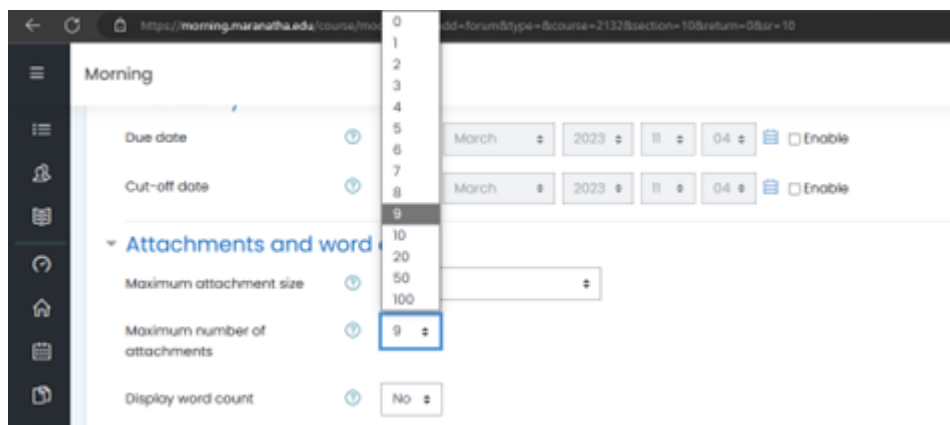 https://morning.maranatha.edu/course/mo dd=forum&type=&course=2132&section=10&return=0&sr=10
Morning
0
1
2
3
4
5
6
7
8
9
10
20
50
100
Due date March 2023 11 04 Enable
Cut-off date March 2023 11 04 Enable
Attachments and word
Maximum attachment size
Maximum number of
attachments
9
Display word count No